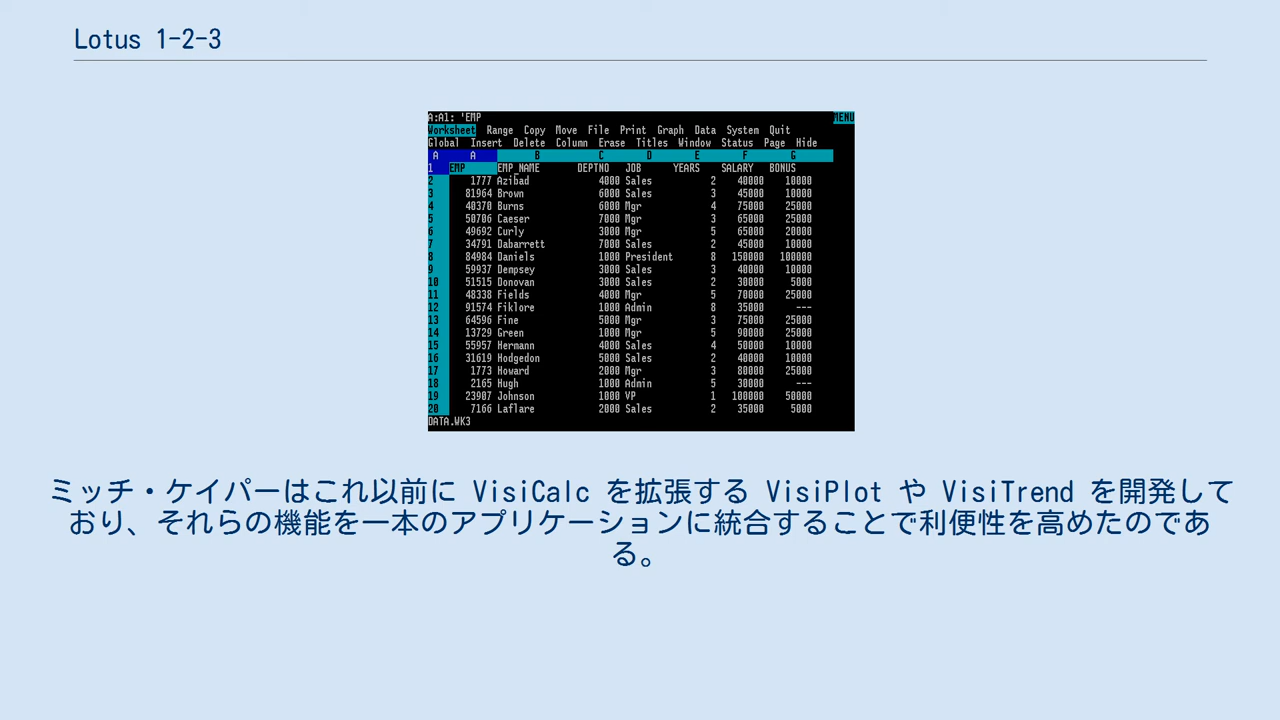 Lotus 1-2-3
A:A1: 'EMP MENU
Worksheet Range Copy Move File Print Graph Data System Quit
Global Insert Delete Column Erase Titles Window Status Page Hide
A A B C D E F G
1 EMP EMP_NAME DEPTNO JOB YEARS SALARY BONUS
2 1777 Azibad 4000 Sales 2 40000 10000
3 81964 Brown 6000 Sales 3 45000 10000
4 40370 Burns 6000 Mgr 4 75000 25000
5 50706 Caeser 7000 Mgr 3 65000 25000
6 49692 Curly 3000 Mgr 5 65000 20000
7 34791 Dabarrett 7000 Sales 2 45000 10000
8 84984 Daniels 1000 President 8 150000 100000
9 59937 Dempsey 3000 Sales 3 40000 10000
10 51515 Donovan 3000 Sales 2 30000 5000
11 48338 Fields 4000 Mgr 5 70000 25000
12 91574 Fiklore 1000 Admin 8 35000 ---
13 64596 Fine 5000 Mgr 3 75000 25000
14 13729 Green 1000 Mgr 5 90000 25000
15 55957 Hermann 4000 Sales 4 50000 10000
16 31619 Hodgedon 5000 Sales 2 40000 10000
17 1773 Howard 2000 Mgr 3 80000 25000
18 2165 Hugh 1000 Admin 5 30000 ---
19 23907 Johnson 1000 VP 1 100000 50000
20 7166 Laflare 2000 Sales 2 35000 5000
DATA.WK3
ミッチ・ケイパーはこれ以前に VisiCalc を拡張する VisiPlot や VisiTrend を開発して
おり、それらの機能を一本のアプリケーションに統合することで利便性を高めたのであ
る。